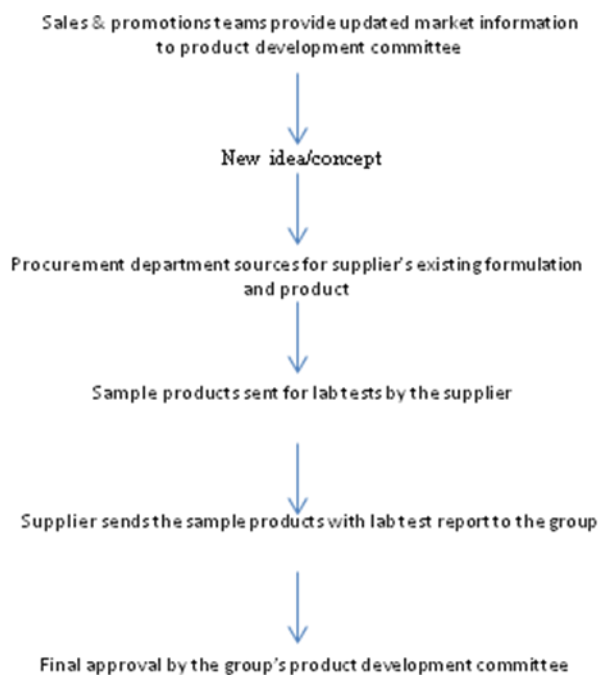 Sales & promotions teams provide updated market information
to product development committee
New idea/concept
Procurement department sources for supplier's existing formulation
and product
Sample products sent for lab tests by the supplier
Supplier sends the sample products with lab test report to the group
Final approval by the group's product development committee